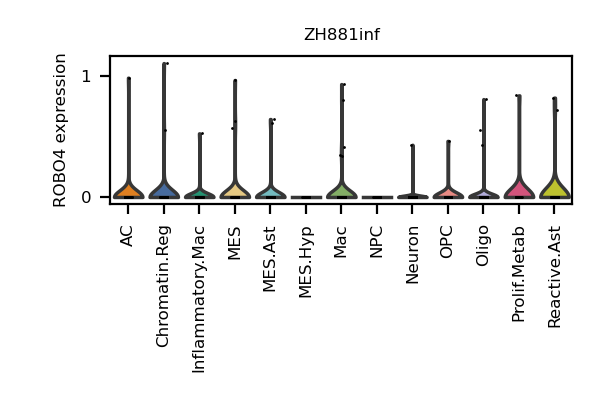 ZH881inf
ROBO4 expression
1
0
AC
Chromatin.Reg
Inflammatory.Mac
MES
MES.Ast
MES.Hyp
Mac
NPC
Neuron
OPC
Oligo
Prolif.Metab
Reactive.Ast